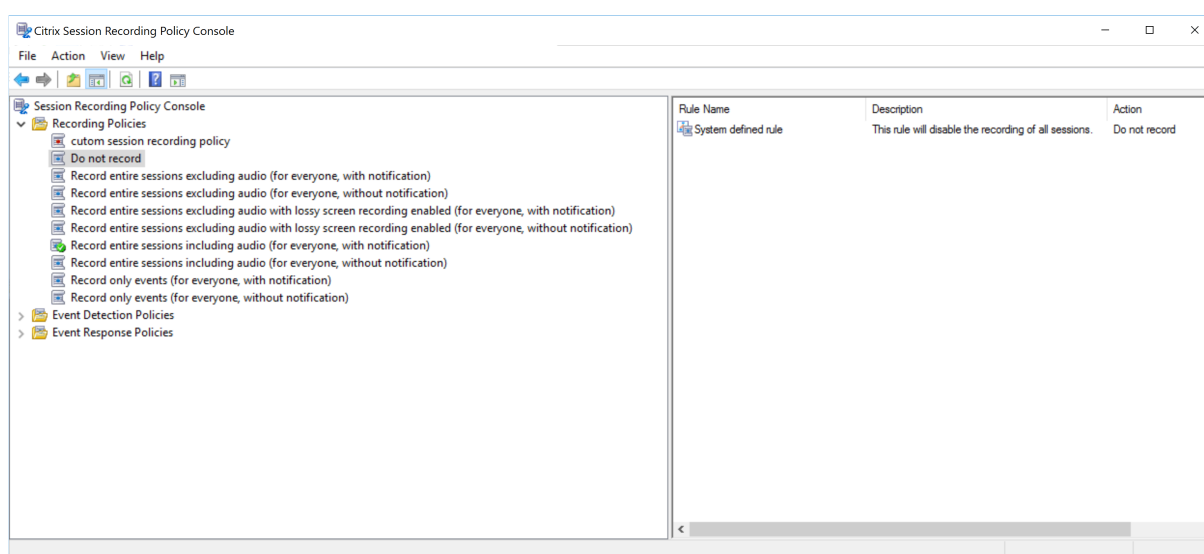 Citrix Session Recording Policy Console
File Action View Help
Session Recording Policy Console
Recording Policies
cutom session recording policy
Do not record
Record entire sessions excluding audio (for everyone, with notification)
Record entire sessions excluding audio (for everyone, without notification)
Record entire sessions excluding audio with lossy screen recording enabled (for everyone, with notification)
Record entire sessions excluding audio with lossy screen recording enabled (for everyone, without notification)
Record entire sessions including audio (for everyone, with notification)
Record entire sessions including audio (for everyone, without notification)
Record only events (for everyone, with notification)
Record only events (for everyone, without notification)
Event Detection Policies
Event Response Policies
Rule Name Description Action
System defined rule This rule will disable the recording of all sessions. Do not record